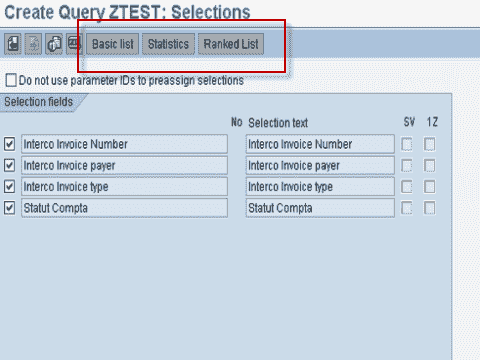 Create Query ZTEST: Selections
Basic list Statistics Ranked List
Do not use parameter IDs to preassign selections
Selection fields
No Selection text SV 1Z
Interco Invoice Number Interco Invoice Number
Interco Invoice payer Interco Invoice payer
Interco Invoice type Interco Invoice type
Statut Compta Statut Compta